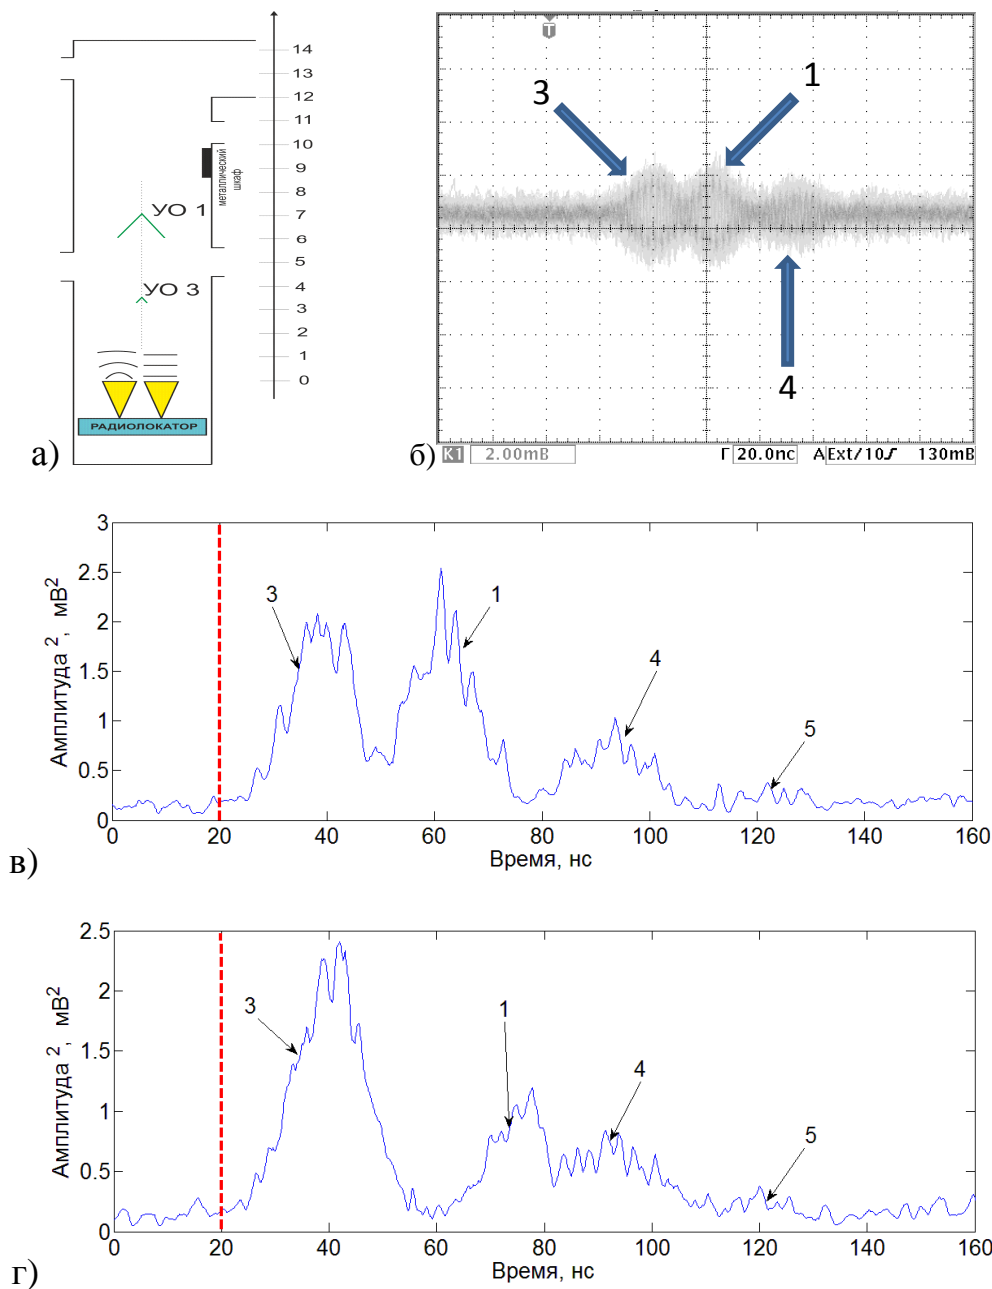 14
13
12
11
10
9
8
7
6
5
4
3
2
1
0
металлический
шкаф
УО 1
УО 3
РАДИОЛОКАТОР
а)
T
3
1
4
б)
К1 2.00мВ Г 20.0нс А Ext/10 130мВ
3
2.5
2
1.5
1
0.5
0
Амплитуда ², мВ²
3
1
4
5
0 20 40 60 80 100 120 140 160
Время, нс
в)
2.5
2
1.5
1
0.5
0
Амплитуда ², мВ²
3
1
4
5
0 20 40 60 80 100 120 140 160
Время, нс
г)